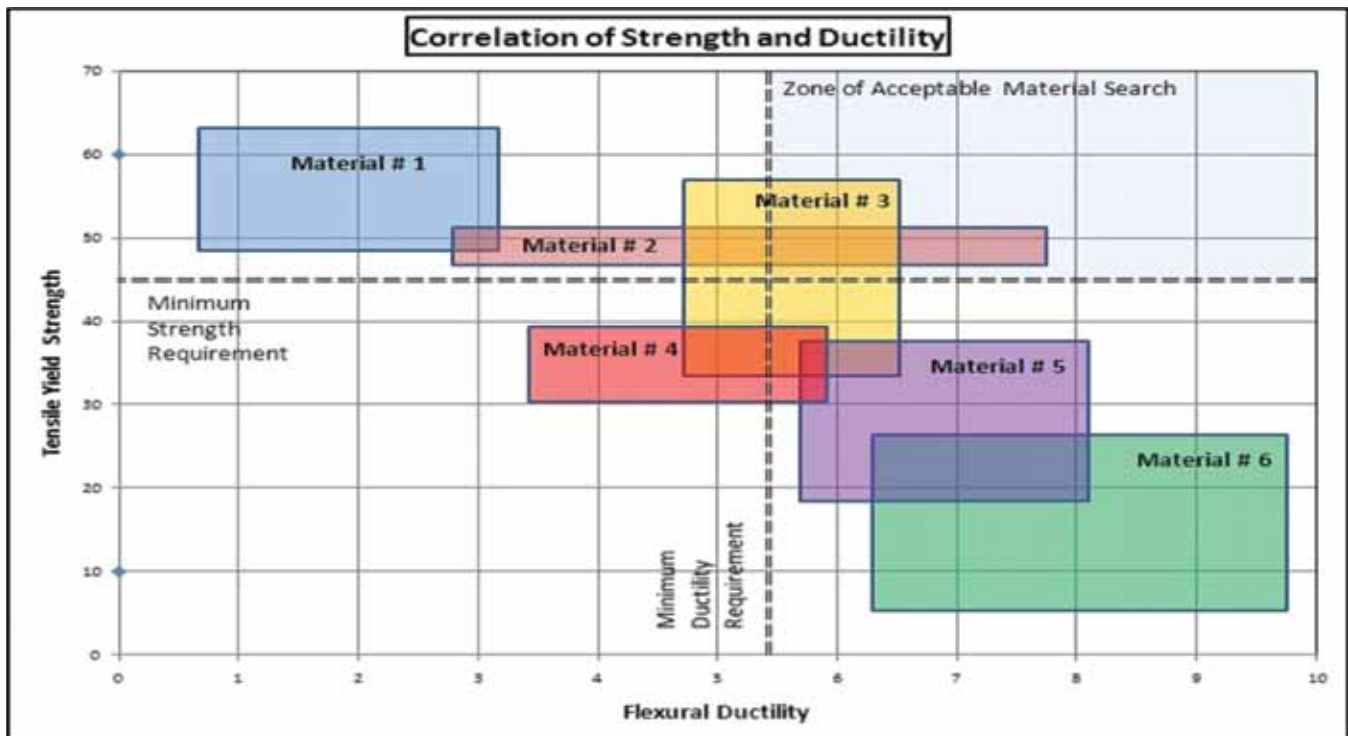 Correlation of Strength and Ductility
70
60
50
40
30
20
10
0
Tensile Yield Strength
Zone of Acceptable Material Search
Material # 1
Material # 3
Material # 2
Minimum
Strength
Requirement
Material # 4
Material # 5
Material # 6
Minimum
Ductility
Requirement
0 1 2 3 4 5 6 7 8 9 10
Flexural Ductility